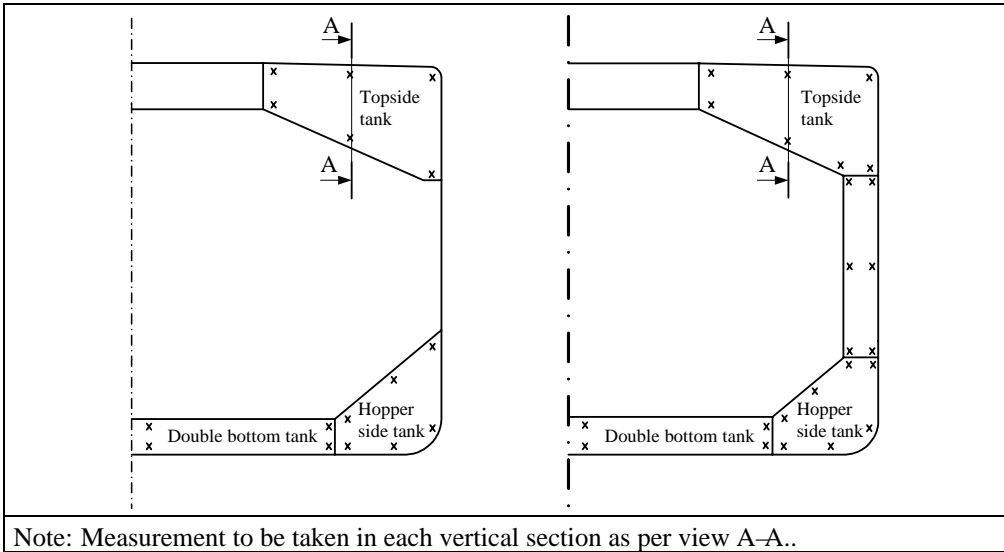 A
A
Topside
tank
Topside
tank
A
A
Hopper
side tank
Double bottom tank
Hopper
side tank
Double bottom tank
Note: Measurement to be taken in each vertical section as per view A–A..